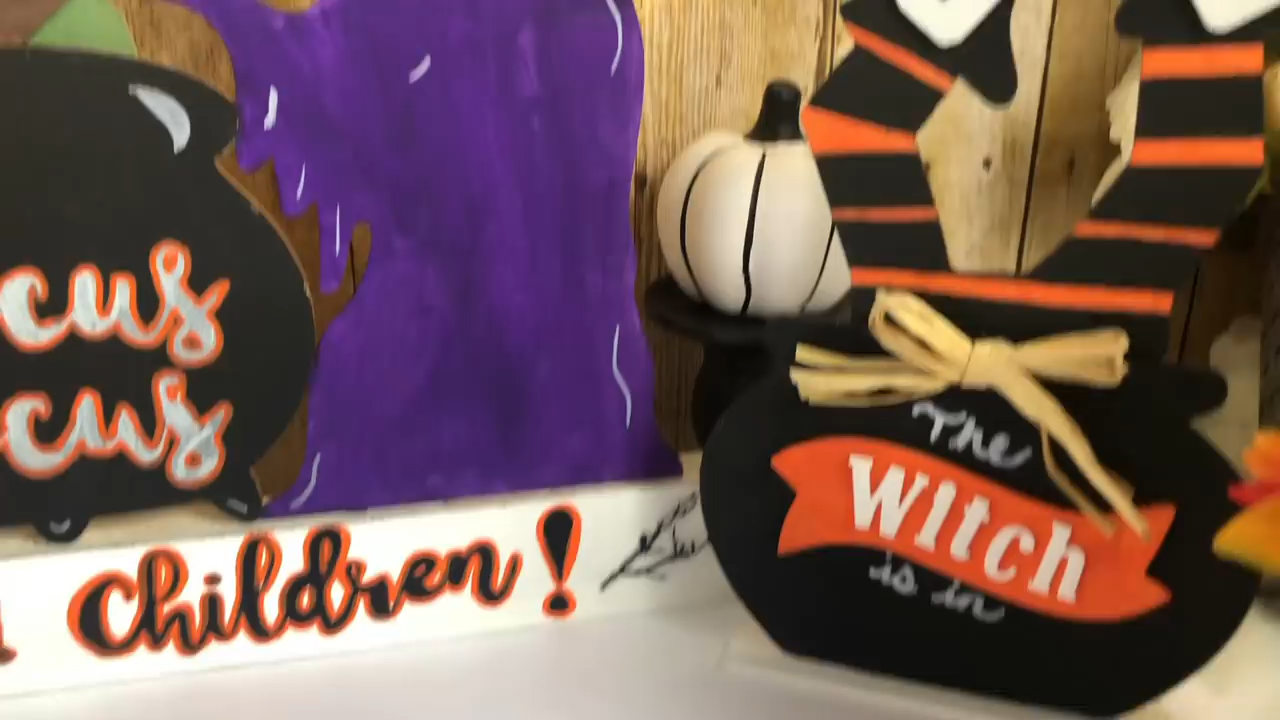 cus
cus
Children!
The
Witch
is in